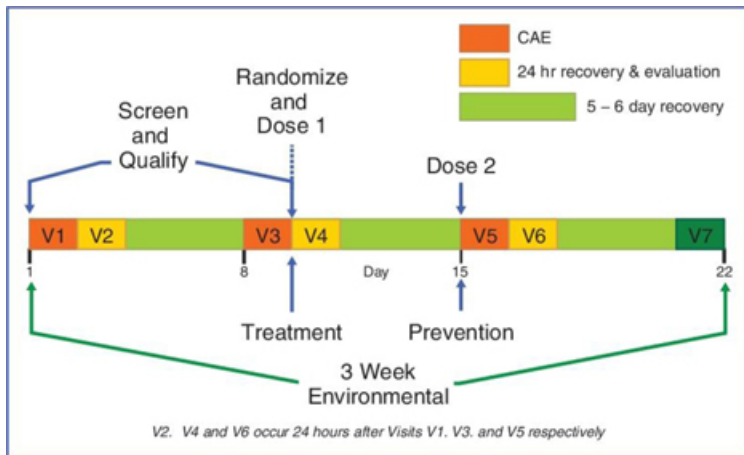 CAE
24 hr recovery & evaluation
5 – 6 day recovery
Randomize
and
Dose 1
Screen
and
Qualify
Dose 2
V1 V2 V3 V4 V5 V6 V7
1 8 Day 15 22
Treatment Prevention
3 Week
Environmental
V2. V4 and V6 occur 24 hours after Visits V1. V3. and V5 respectively